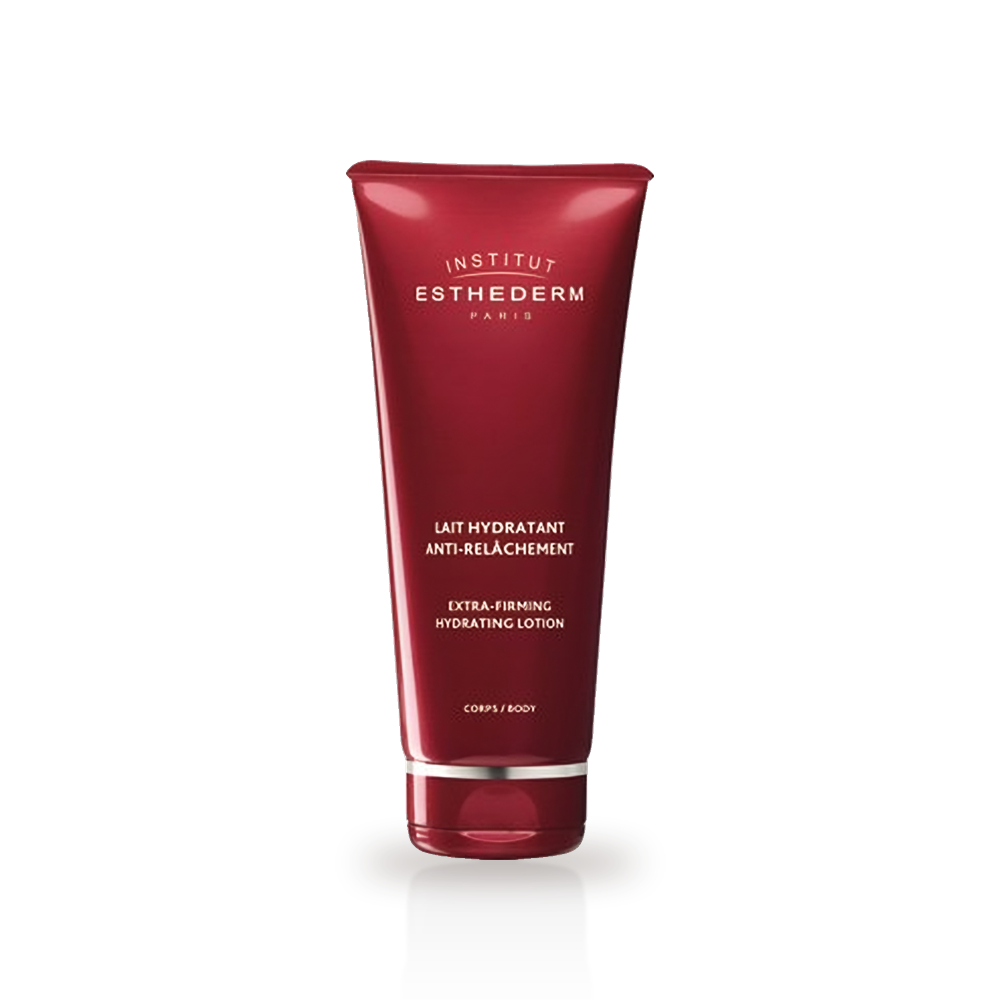 INSTITUT
ESTHEDERM
PARIS
LAIT HYDRATANT
ANTI-RELÂCHEMENT
EXTRA-FIRMING
HYDRATING LOTION
CORPS / BODY